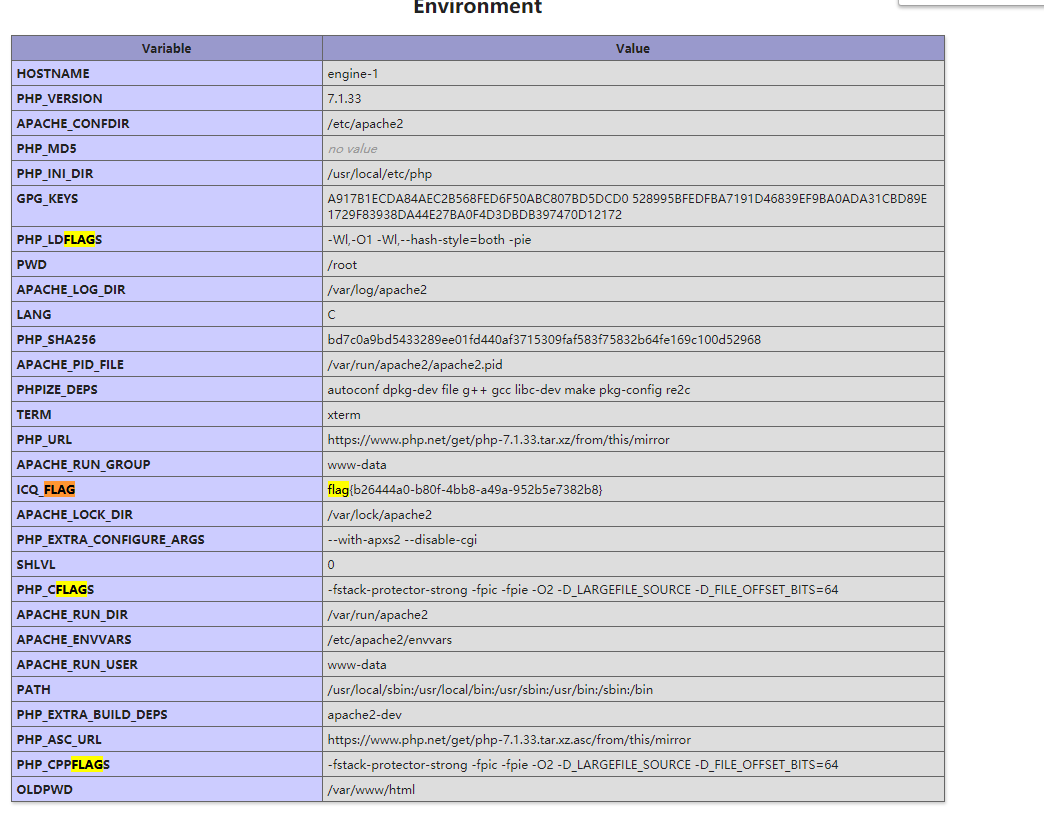 Environment
Variable Value
HOSTNAME engine-1
PHP_VERSION 7.1.33
APACHE_CONFDIR /etc/apache2
PHP_MD5 no value
PHP_INI_DIR /usr/local/etc/php
GPG_KEYS A917B1ECDA84AEC2B568FED6F50ABC807BD5DCD0 528995BFEDFBA7191D46839EF9BA0ADA31CBD89E
1729F83938DA44E27BA0F4D3DBDB397470D12172
PHP_LDFLAGS -Wl,-O1 -Wl,--hash-style=both -pie
PWD /root
APACHE_LOG_DIR /var/log/apache2
LANG C
PHP_SHA256 bd7c0a9bd5433289ee01fd440af3715309faf583f75832b64fe169c100d52968
APACHE_PID_FILE /var/run/apache2/apache2.pid
PHPIZE_DEPS autoconf dpkg-dev file g++ gcc libc-dev make pkg-config re2c
TERM xterm
PHP_URL https://www.php.net/get/php-7.1.33.tar.xz/from/this/mirror
APACHE_RUN_GROUP www-data
ICQ_FLAG flag{b26444a0-b80f-4bb8-a49a-952b5e7382b8}
APACHE_LOCK_DIR /var/lock/apache2
PHP_EXTRA_CONFIGURE_ARGS --with-apxs2 --disable-cgi
SHLVL 0
PHP_CFLAGS -fstack-protector-strong -fpic -fpie -O2 -D_LARGEFILE_SOURCE -D_FILE_OFFSET_BITS=64
APACHE_RUN_DIR /var/run/apache2
APACHE_ENVVARS /etc/apache2/envvars
APACHE_RUN_USER www-data
PATH /usr/local/sbin:/usr/local/bin:/usr/sbin:/usr/bin:/sbin:/bin
PHP_EXTRA_BUILD_DEPS apache2-dev
PHP_ASC_URL https://www.php.net/get/php-7.1.33.tar.xz.asc/from/this/mirror
PHP_CPPFLAGS -fstack-protector-strong -fpic -fpie -O2 -D_LARGEFILE_SOURCE -D_FILE_OFFSET_BITS=64
OLDPWD /var/www/html